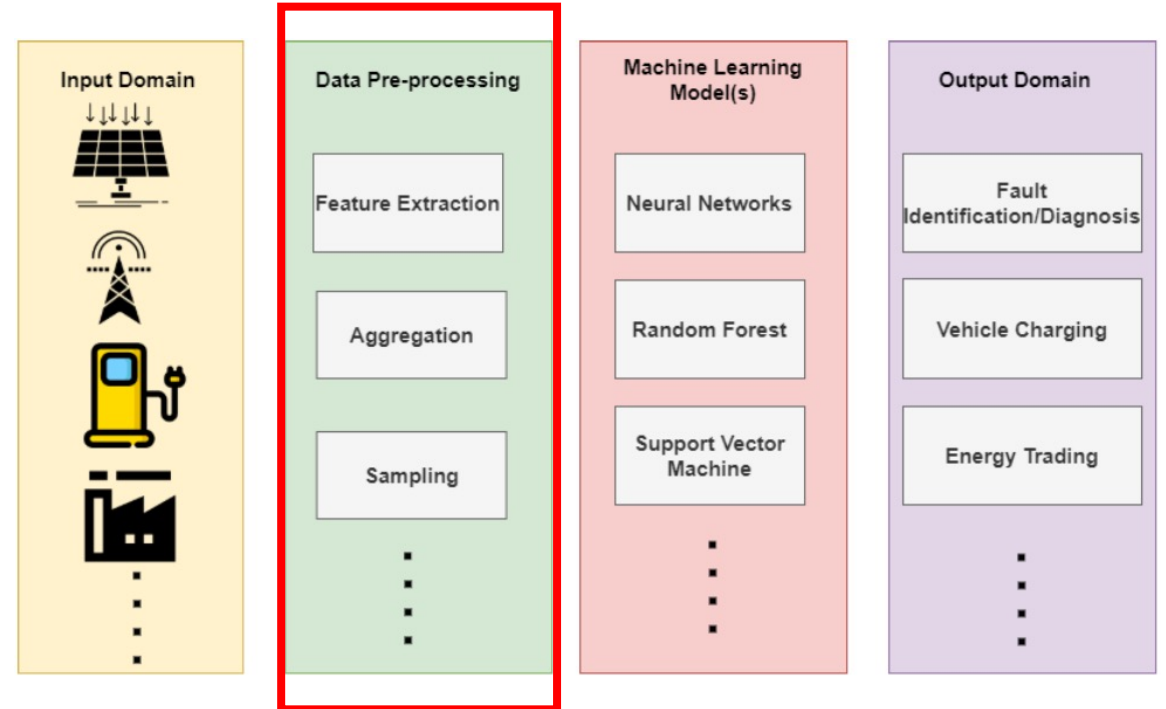 Input Domain
Data Pre-processing
Feature Extraction
Aggregation
Sampling
Machine Learning
Model(s)
Neural Networks
Random Forest
Support Vector
Machine
Output Domain
Fault
Identification/Diagnosis
Vehicle Charging
Energy Trading